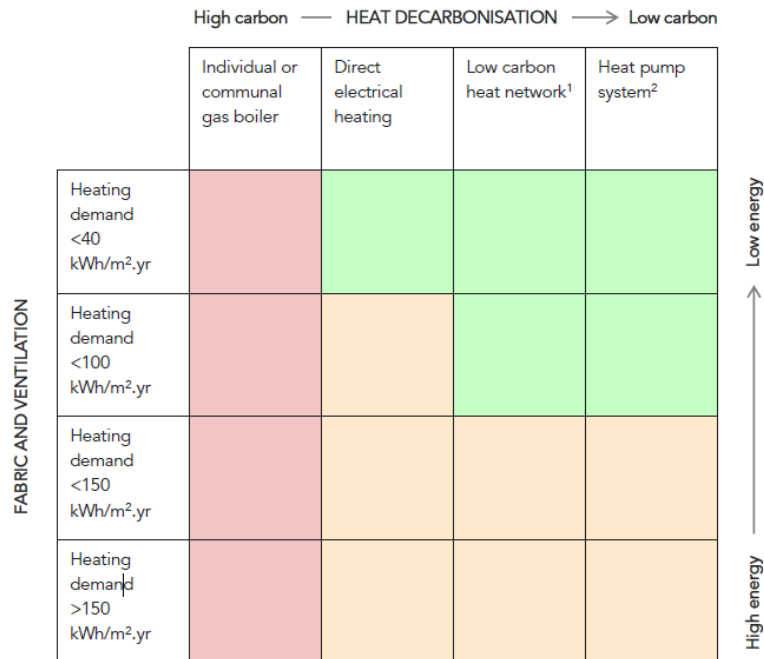 High carbon — HEAT DECARBONISATION → Low carbon
Individual or
communal
gas boiler
Direct
electrical
heating
Low carbon
heat network¹
Heat pump
system²
Heating
demand
<40
kWh/m².yr
Heating
demand
<100
kWh/m².yr
Heating
demand
<150
kWh/m².yr
Heating
demand
>150
kWh/m².yr
FABRIC AND VENTILATION
Low energy
High energy